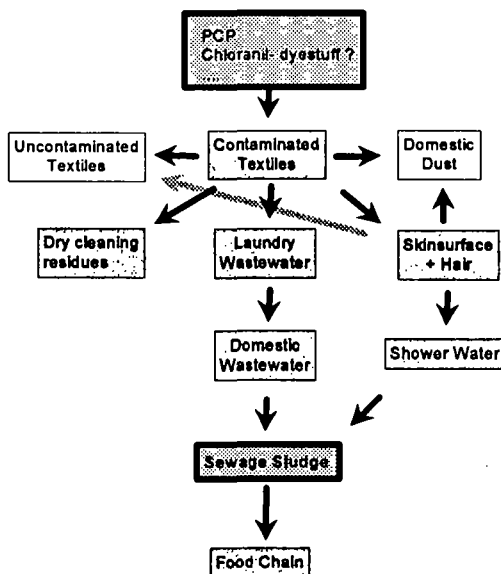 PCP
Chloranil- dyestuff ?
....
Uncontaminated
Textiles
Contaminated
Textiles
Domestic
Dust
Dry cleaning
residues
Laundry
Wastewater
Skinsurface
+ Hair
Domestic
Wastewater
Shower Water
Sewage Sludge
Food Chain